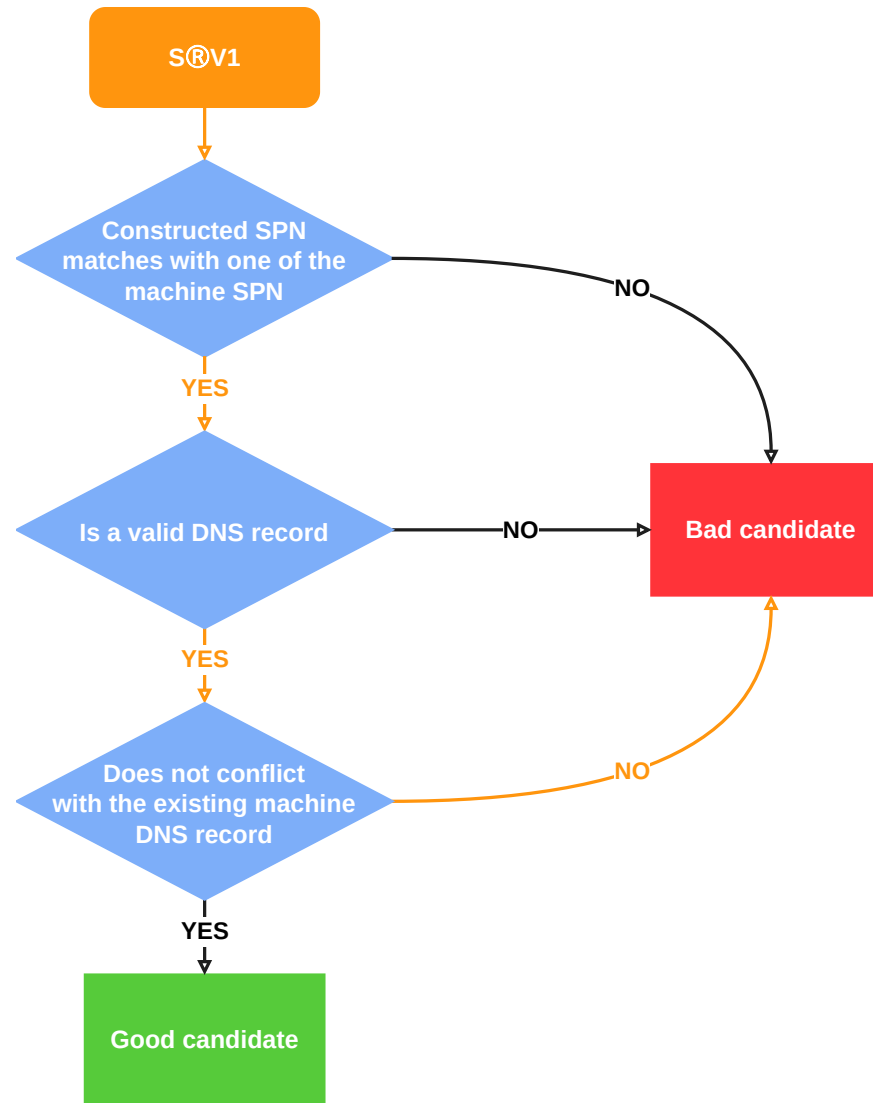 SⓇV1
Constructed SPN
matches with one of the
machine SPN
NO
YES
Is a valid DNS record
NO
Bad candidate
YES
Does not conflict
with the existing machine
DNS record
NO
YES
Good candidate